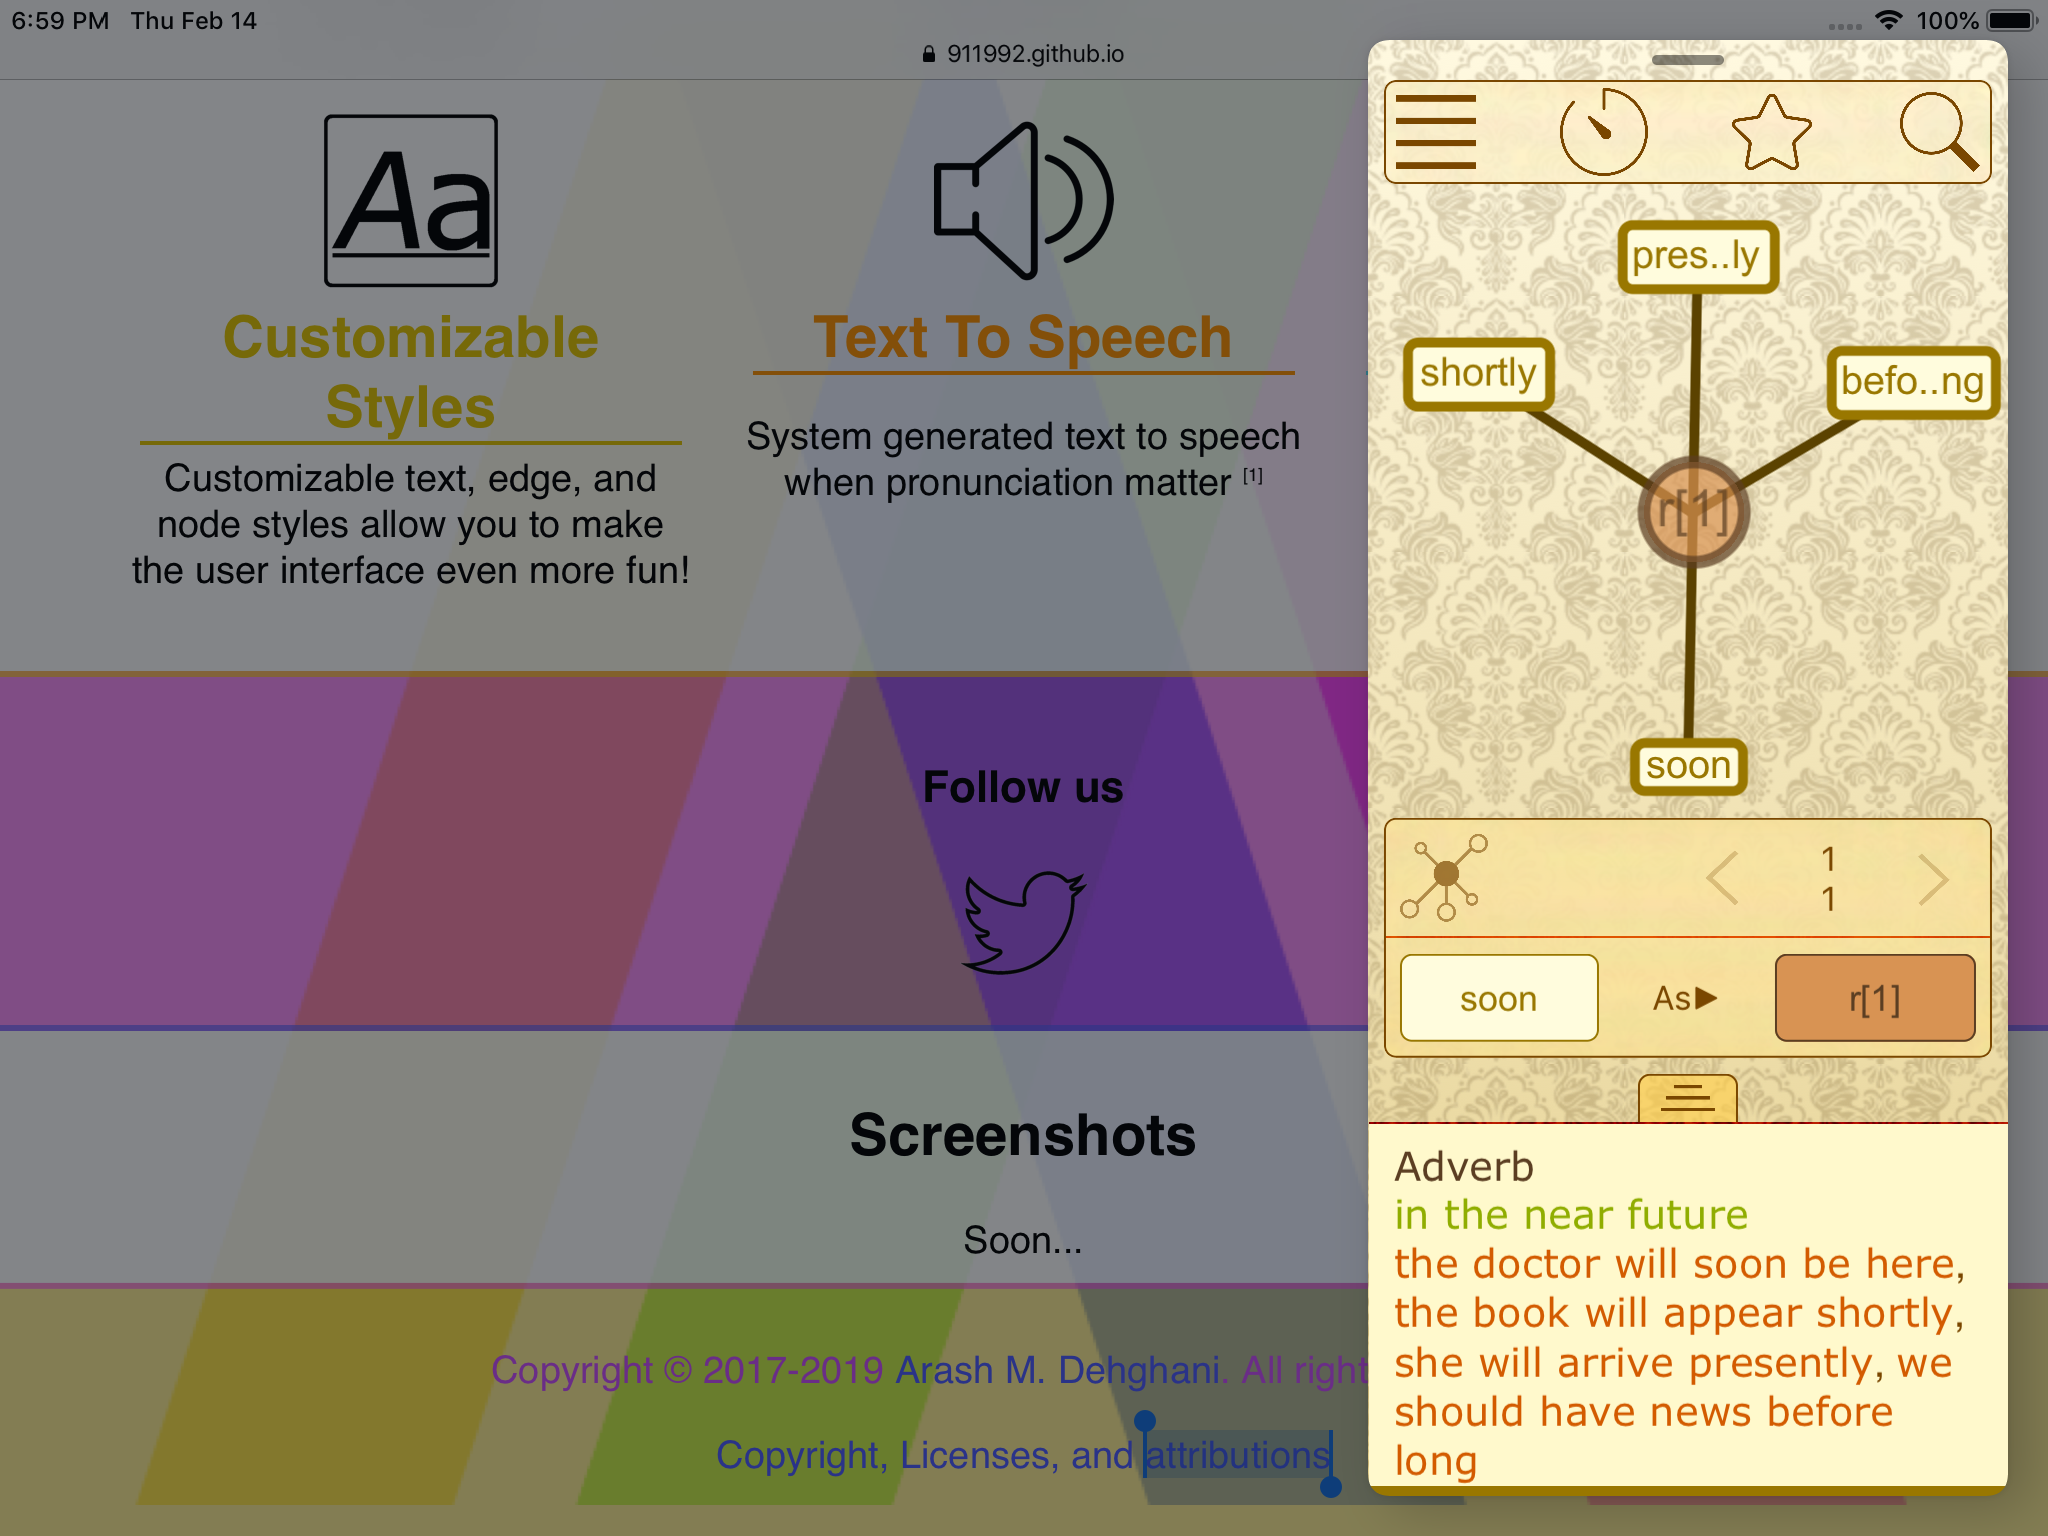 6:59 PM Thu Feb 14
100%
911992.github.io
Aa
Customizable
Styles
Customizable text, edge, and
node styles allow you to make
the user interface even more fun!
Text To Speech
System generated text to speech
when pronunciation matter [1]
Follow us
Screenshots
Soon...
Copyright © 2017-2019 Arash M. Dehghani. All right
Copyright, Licenses, and attributions
pres..ly
shortly
befo..ng
r[1]
soon
1
1
soon
As▶
r[1]
Adverb
in the near future
the doctor will soon be here,
the book will appear shortly,
she will arrive presently, we
should have news before
long